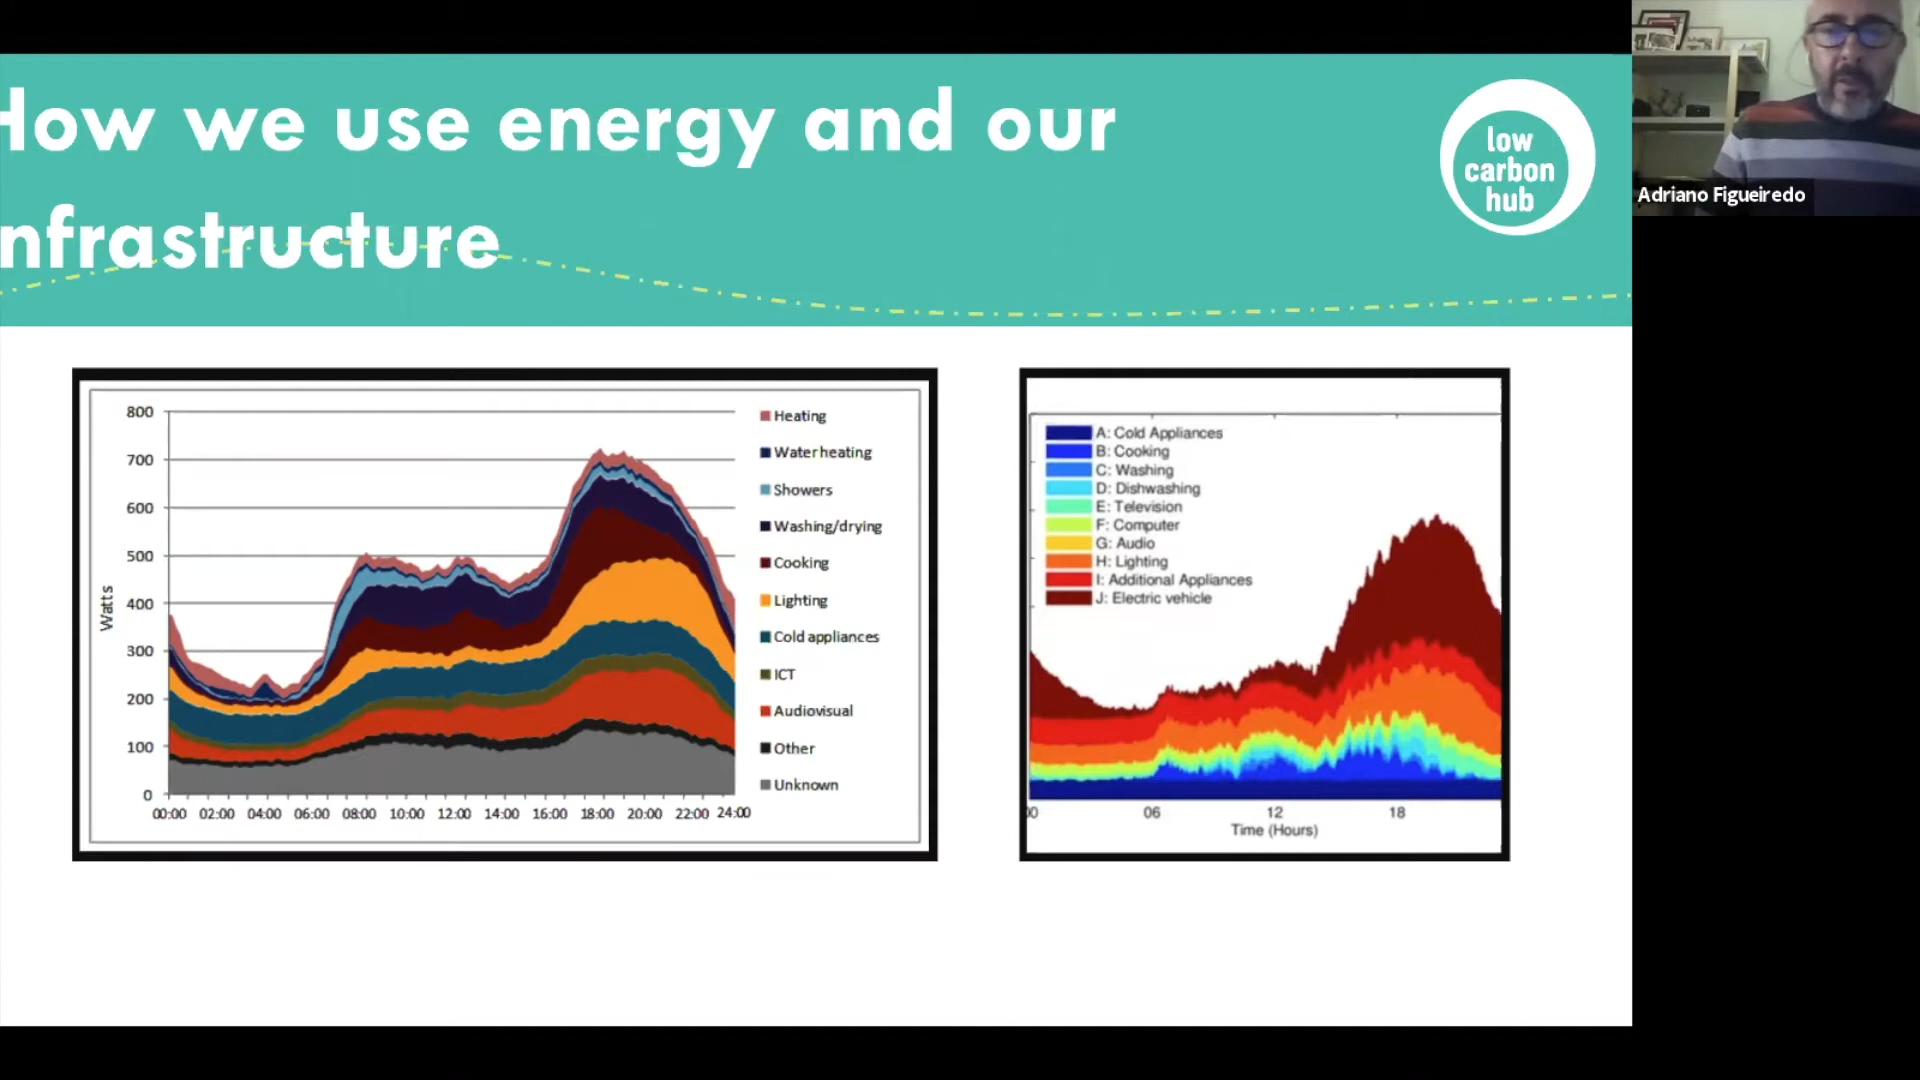 How we use energy and our
nfrastructure
low
carbon
hub
Adriano Figueiredo
800
700
600
500
400
300
200
100
0
Watts
00:00 02:00 04:00 06:00 08:00 10:00 12:00 14:00 16:00 18:00 20:00 22:00 24:00
Heating
Water heating
Showers
Washing/drying
Cooking
Lighting
Cold appliances
ICT
Audiovisual
Other
Unknown
A: Cold Appliances
B: Cooking
C: Washing
D: Dishwashing
E: Television
F: Computer
G: Audio
H: Lighting
I: Additional Appliances
J: Electric vehicle
00 06 12 18
Time (Hours)